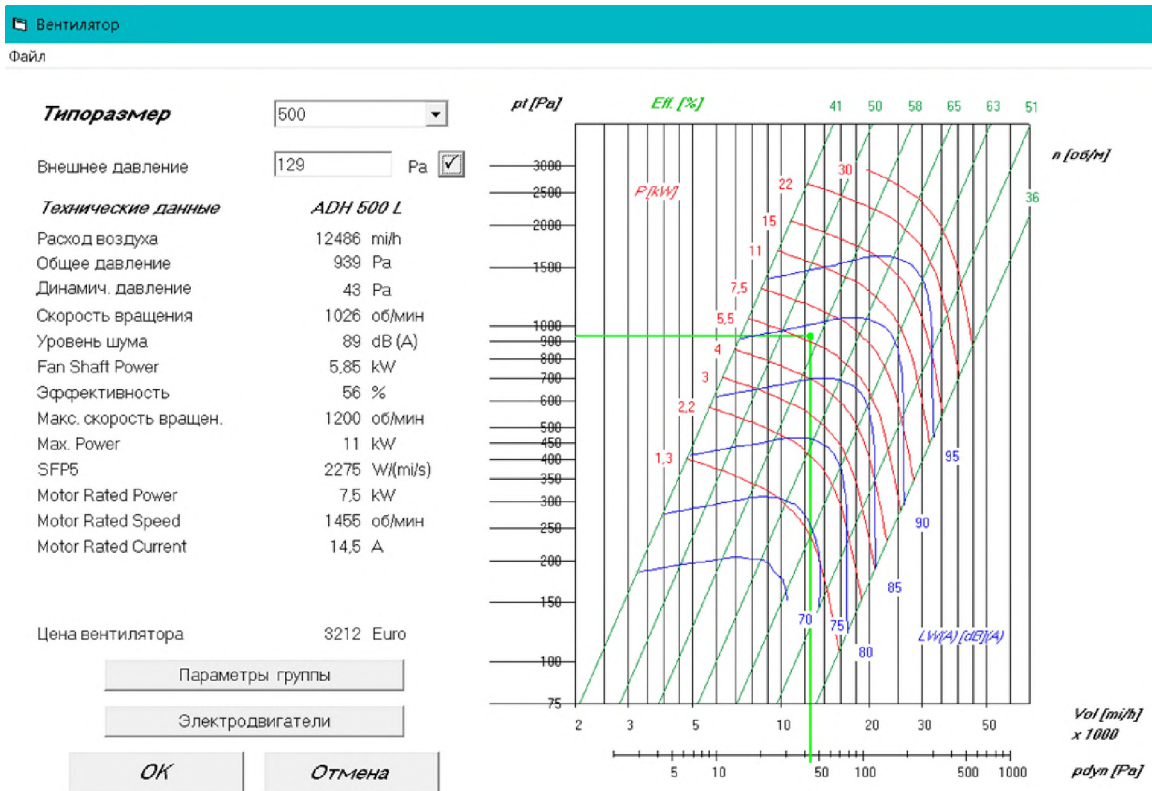 Вентилятор
Файл
Типоразмер 500
Внешнее давление 129 Pa
Технические данные ADH 500 L
Расход воздуха 12486 mi/h
Общее давление 939 Pa
Динамич. давление 43 Pa
Скорость вращения 1026 об/мин
Уровень шума 89 dB (A)
Fan Shaft Power 5,85 kW
Эффективность 56 %
Макс. скорость вращен. 1200 об/мин
Max. Power 11 kW
SFP5 2275 W/(mi/s)
Motor Rated Power 7,5 kW
Motor Rated Speed 1455 об/мин
Motor Rated Current 14,5 A
Цена вентилятора 3212 Euro
Параметры группы
Электродвигатели
OK Отмена
pt [Pa] Eff. [%] 41 50 58 65 63 51
n [об/м]
36
3000
2500
2000
1500
1000
900
800
700
600
500
450
400
350
300
250
200
150
100
75
P [kW]
30
22
15
11
7,5
5,5
4
3
2,2
1,3
95
90
85
70 75 80
LW(A) [dB](A)
2 3 5 10 20 30 50
Vol [mi/h]
x 1000
5 10 50 100 500 1000 pdyn [Pa]